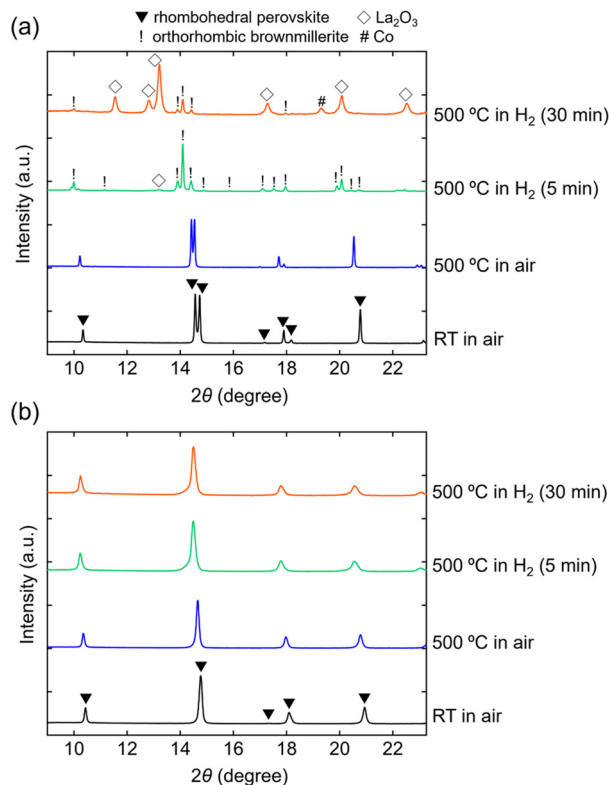 (a)
▼ rhombohedral perovskite ◇ La₂O₃
! orthorhombic brownmillerite # Co
Intensity (a.u.)
500 ºC in H₂ (30 min)
500 ºC in H₂ (5 min)
500 ºC in air
RT in air
10 12 14 16 18 20 22
2θ (degree)
(b)
Intensity (a.u.)
500 ºC in H₂ (30 min)
500 ºC in H₂ (5 min)
500 ºC in air
RT in air
10 12 14 16 18 20 22
2θ (degree)